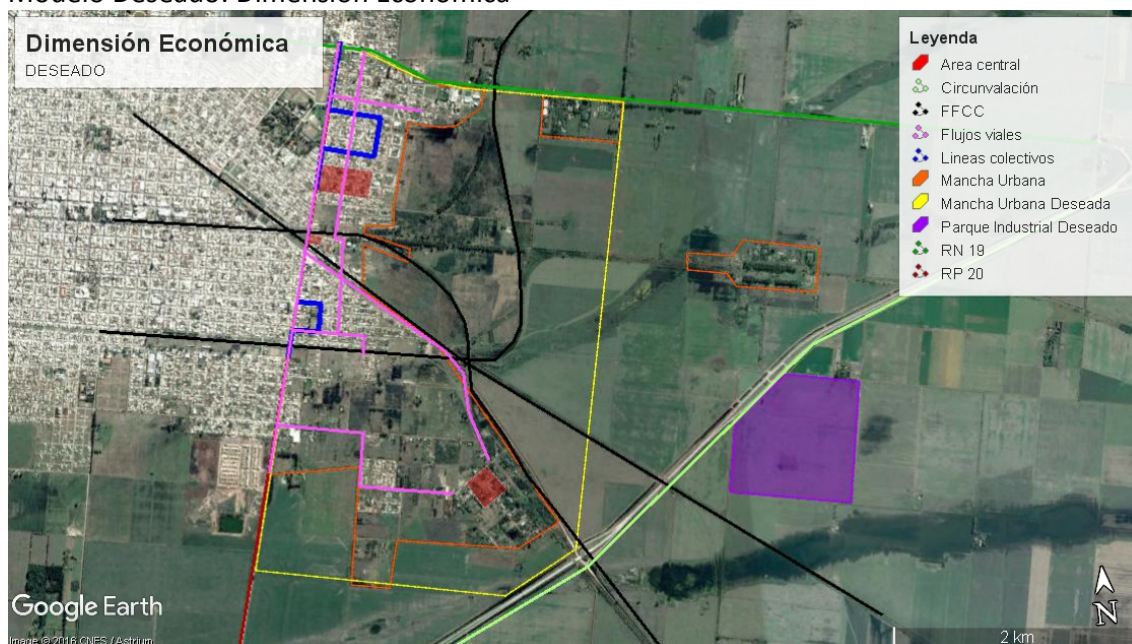 Modelo Deseado: Dimensión Económica
Dimensión Económica
DESEADO
Leyenda
Area central
Circunvalación
FFCC
Flujos viales
Lineas colectivos
Mancha Urbana
Mancha Urbana Deseada
Parque Industrial Deseado
RN 19
RP 20
Google Earth
Image © 2016 CNES / Astrium
N
2 km